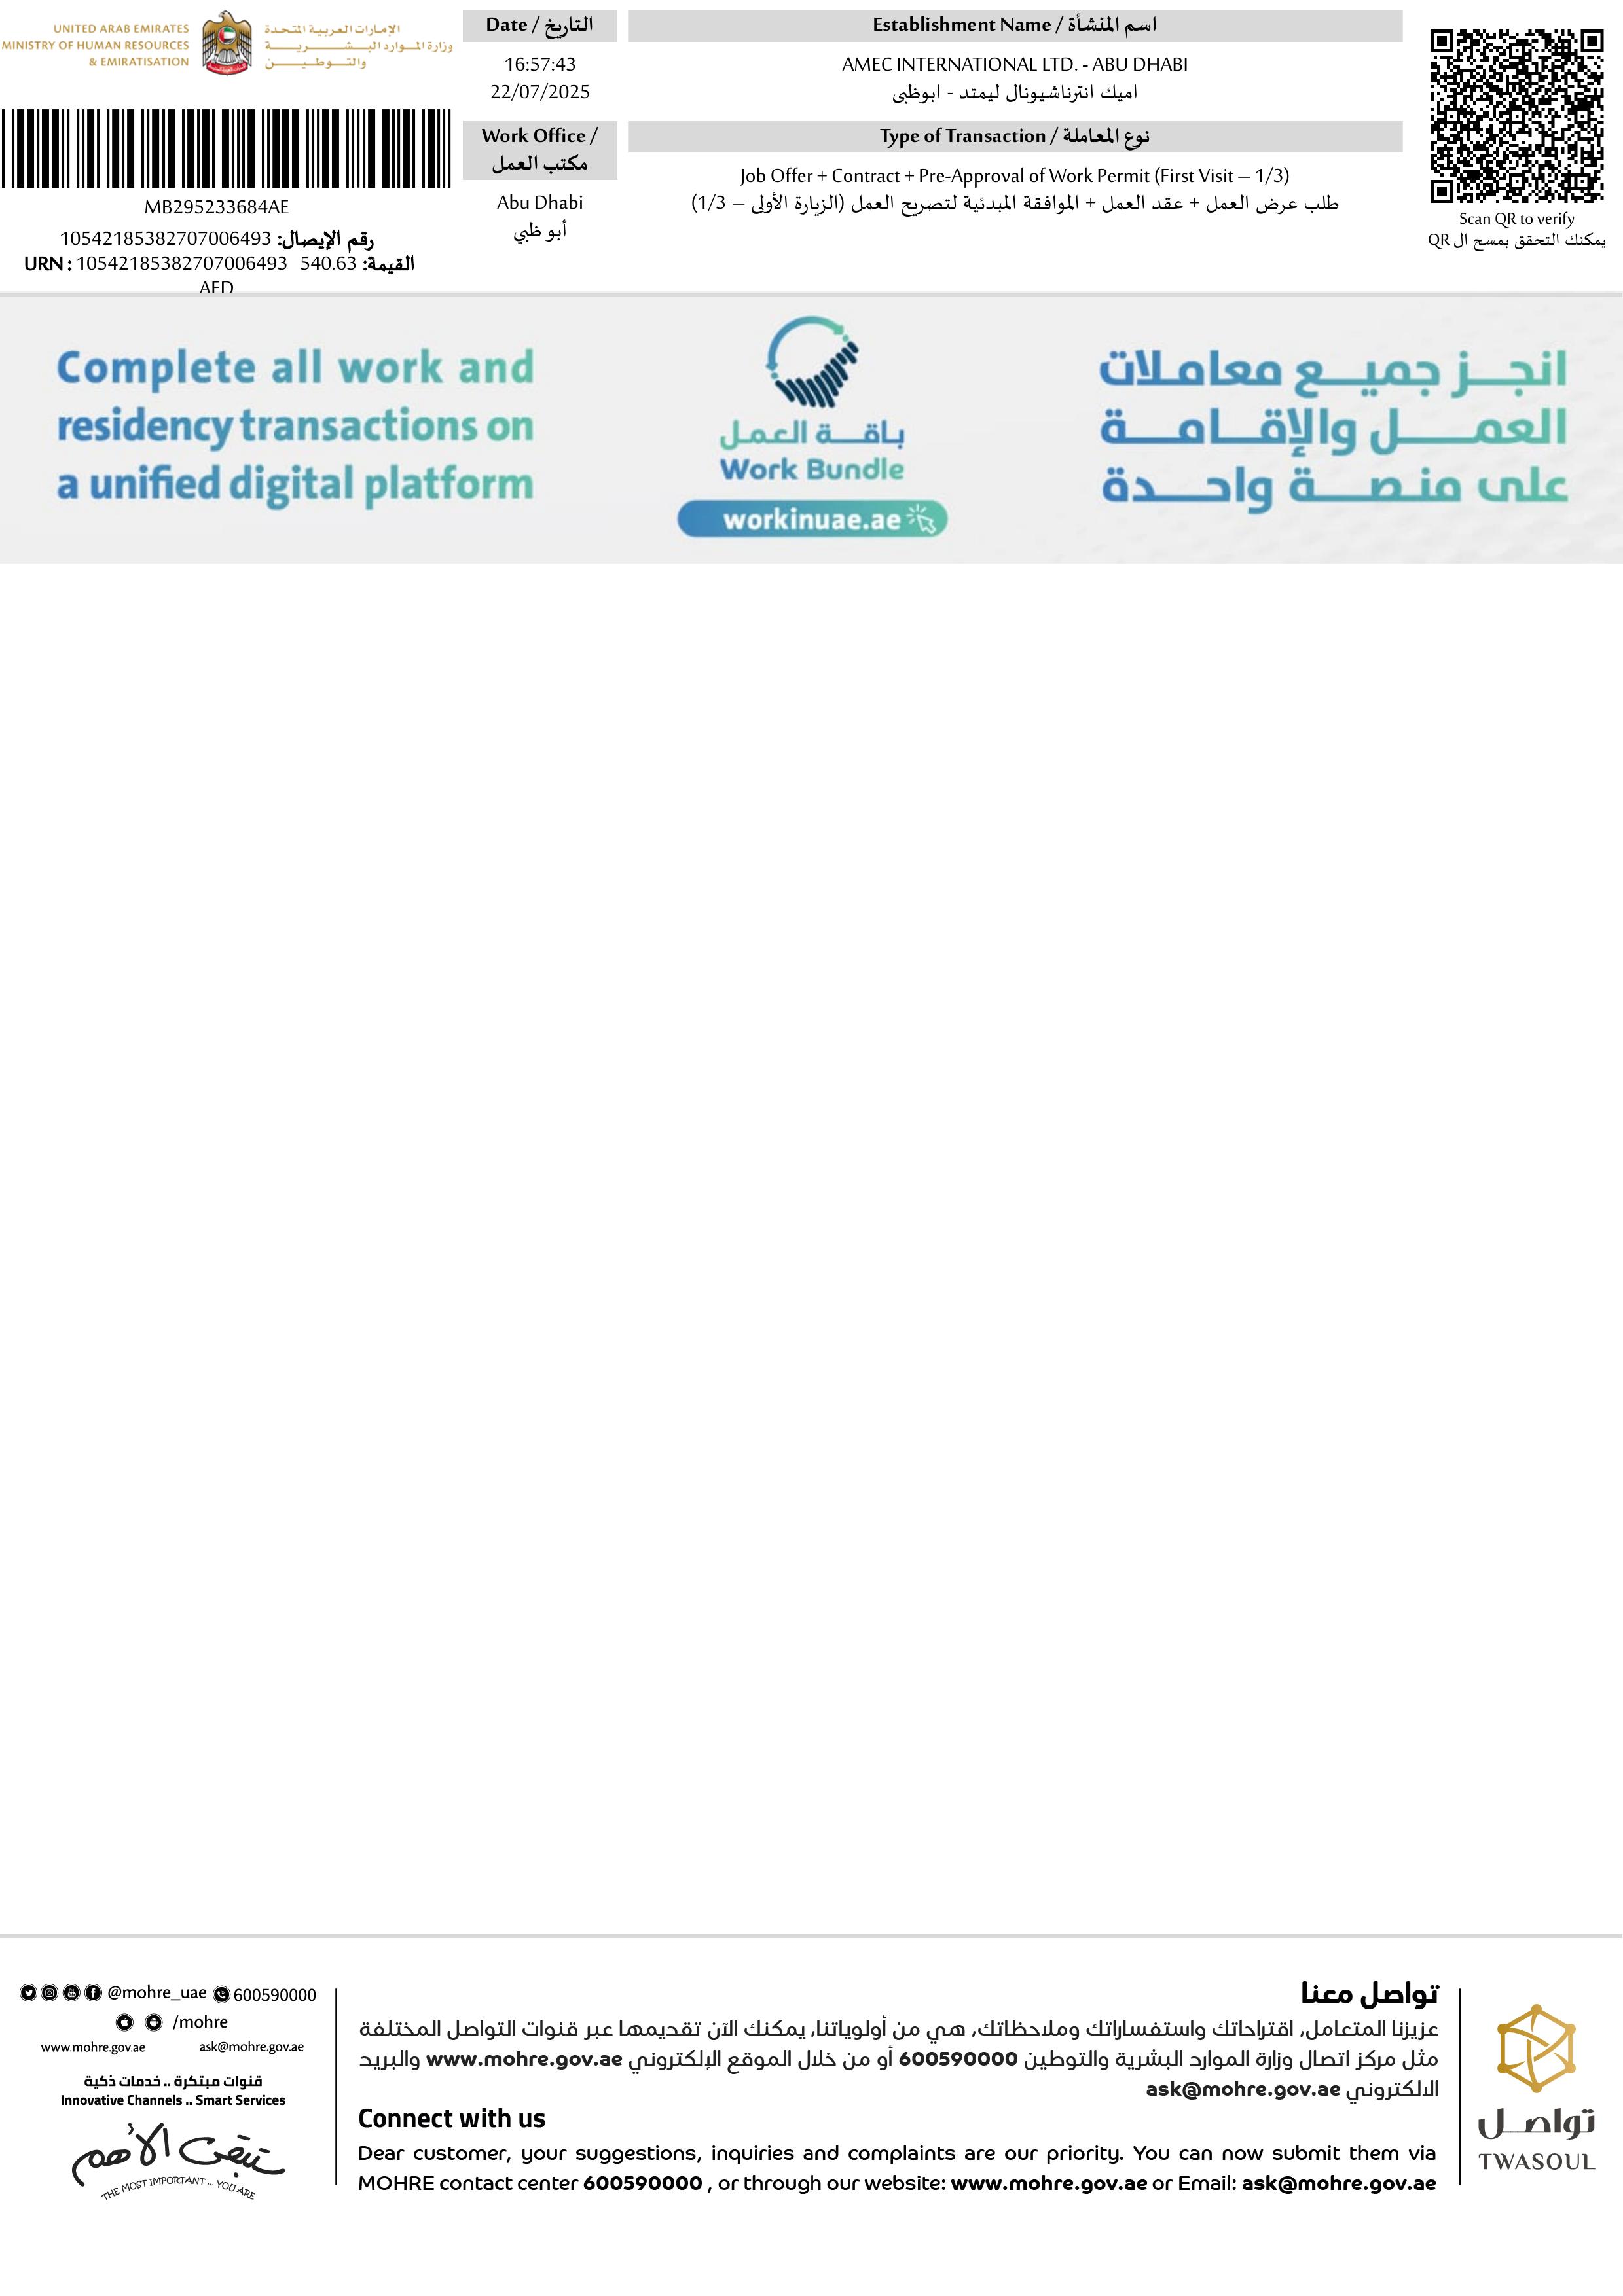 UNITED ARAB EMIRATES
MINISTRY OF HUMAN RESOURCES
& EMIRATISATION
الإمارات العربية المتحدة
وزارة الموارد البشرية
والتوطين
MB295233684AE
رقم الإيصال: 10542185382707006493
URN : 10542185382707006493 القيمة: 540.63
AED
Date / التاريخ
16:57:43
22/07/2025
Work Office /
مكتب العمل
Abu Dhabi
أبو ظبي
Establishment Name / اسم المنشأة
AMEC INTERNATIONAL LTD. - ABU DHABI
اميك انترناشيونال ليمتد - ابوظبى
Type of Transaction / نوع المعاملة
Job Offer + Contract + Pre-Approval of Work Permit (First Visit – 1/3)
طلب عرض العمل + عقد العمل + الموافقة المبدئية لتصريح العمل (الزيارة الأولى – 1/3)
Scan QR to verify
يمكنك التحقق بمسح ال QR
Complete all work and
residency transactions on
a unified digital platform
باقة العمل
Work Bundle
workinuae.ae
انجز جميع معاملات
العمل والإقامة
على منصة واحدة
@mohre_uae 600590000
/mohre
www.mohre.gov.ae ask@mohre.gov.ae
قنوات مبتكرة .. خدمات ذكية
Innovative Channels .. Smart Services
تبقى الأهم
THE MOST IMPORTANT ... YOU ARE
تواصل معنا
عزيزنا المتعامل، اقتراحاتك واستفساراتك وملاحظاتك، هي من أولوياتنا، يمكنك الآن تقديمها عبر قنوات التواصل المختلفة
مثل مركز اتصال وزارة الموارد البشرية والتوطين 600590000 أو من خلال الموقع الإلكتروني www.mohre.gov.ae والبريد
الالكتروني ask@mohre.gov.ae
Connect with us
Dear customer, your suggestions, inquiries and complaints are our priority. You can now submit them via
MOHRE contact center 600590000 , or through our website: www.mohre.gov.ae or Email: ask@mohre.gov.ae
تواصل
TWASOUL